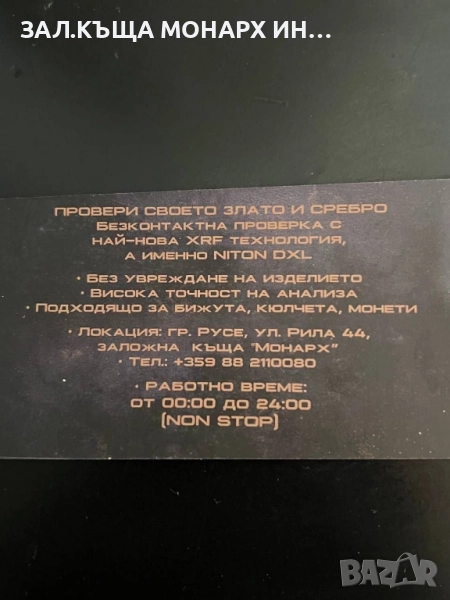 ЗАЛ.КЪЩА МОНАРХ ИН...
ПРОВЕРИ СВОЕТО ЗЛАТО И СРЕБРО
БЕЗКОНТАКТНА ПРОВЕРКА С
НАЙ-НОВА XRF ТЕХНОЛОГИЯ,
А ИМЕННО NITON DXL
· БЕЗ УВРЕЖДАНЕ НА ИЗДЕЛИЕТО
· ВИСОКА ТОЧНОСТ НА АНАЛИЗА
· ПОДХОДЯЩО ЗА БИЖУТА, КЮЛЧЕТА, МОНЕТИ
· ЛОКАЦИЯ: ГР. РУСЕ, УЛ. РИЛА 44,
ЗАЛОЖНА КЪЩА "МОНАРХ"
· ТЕЛ.: +359 88 2110080
· РАБОТНО ВРЕМЕ:
ОТ 00:00 ДО 24:00
(NON STOP)
BAZAR